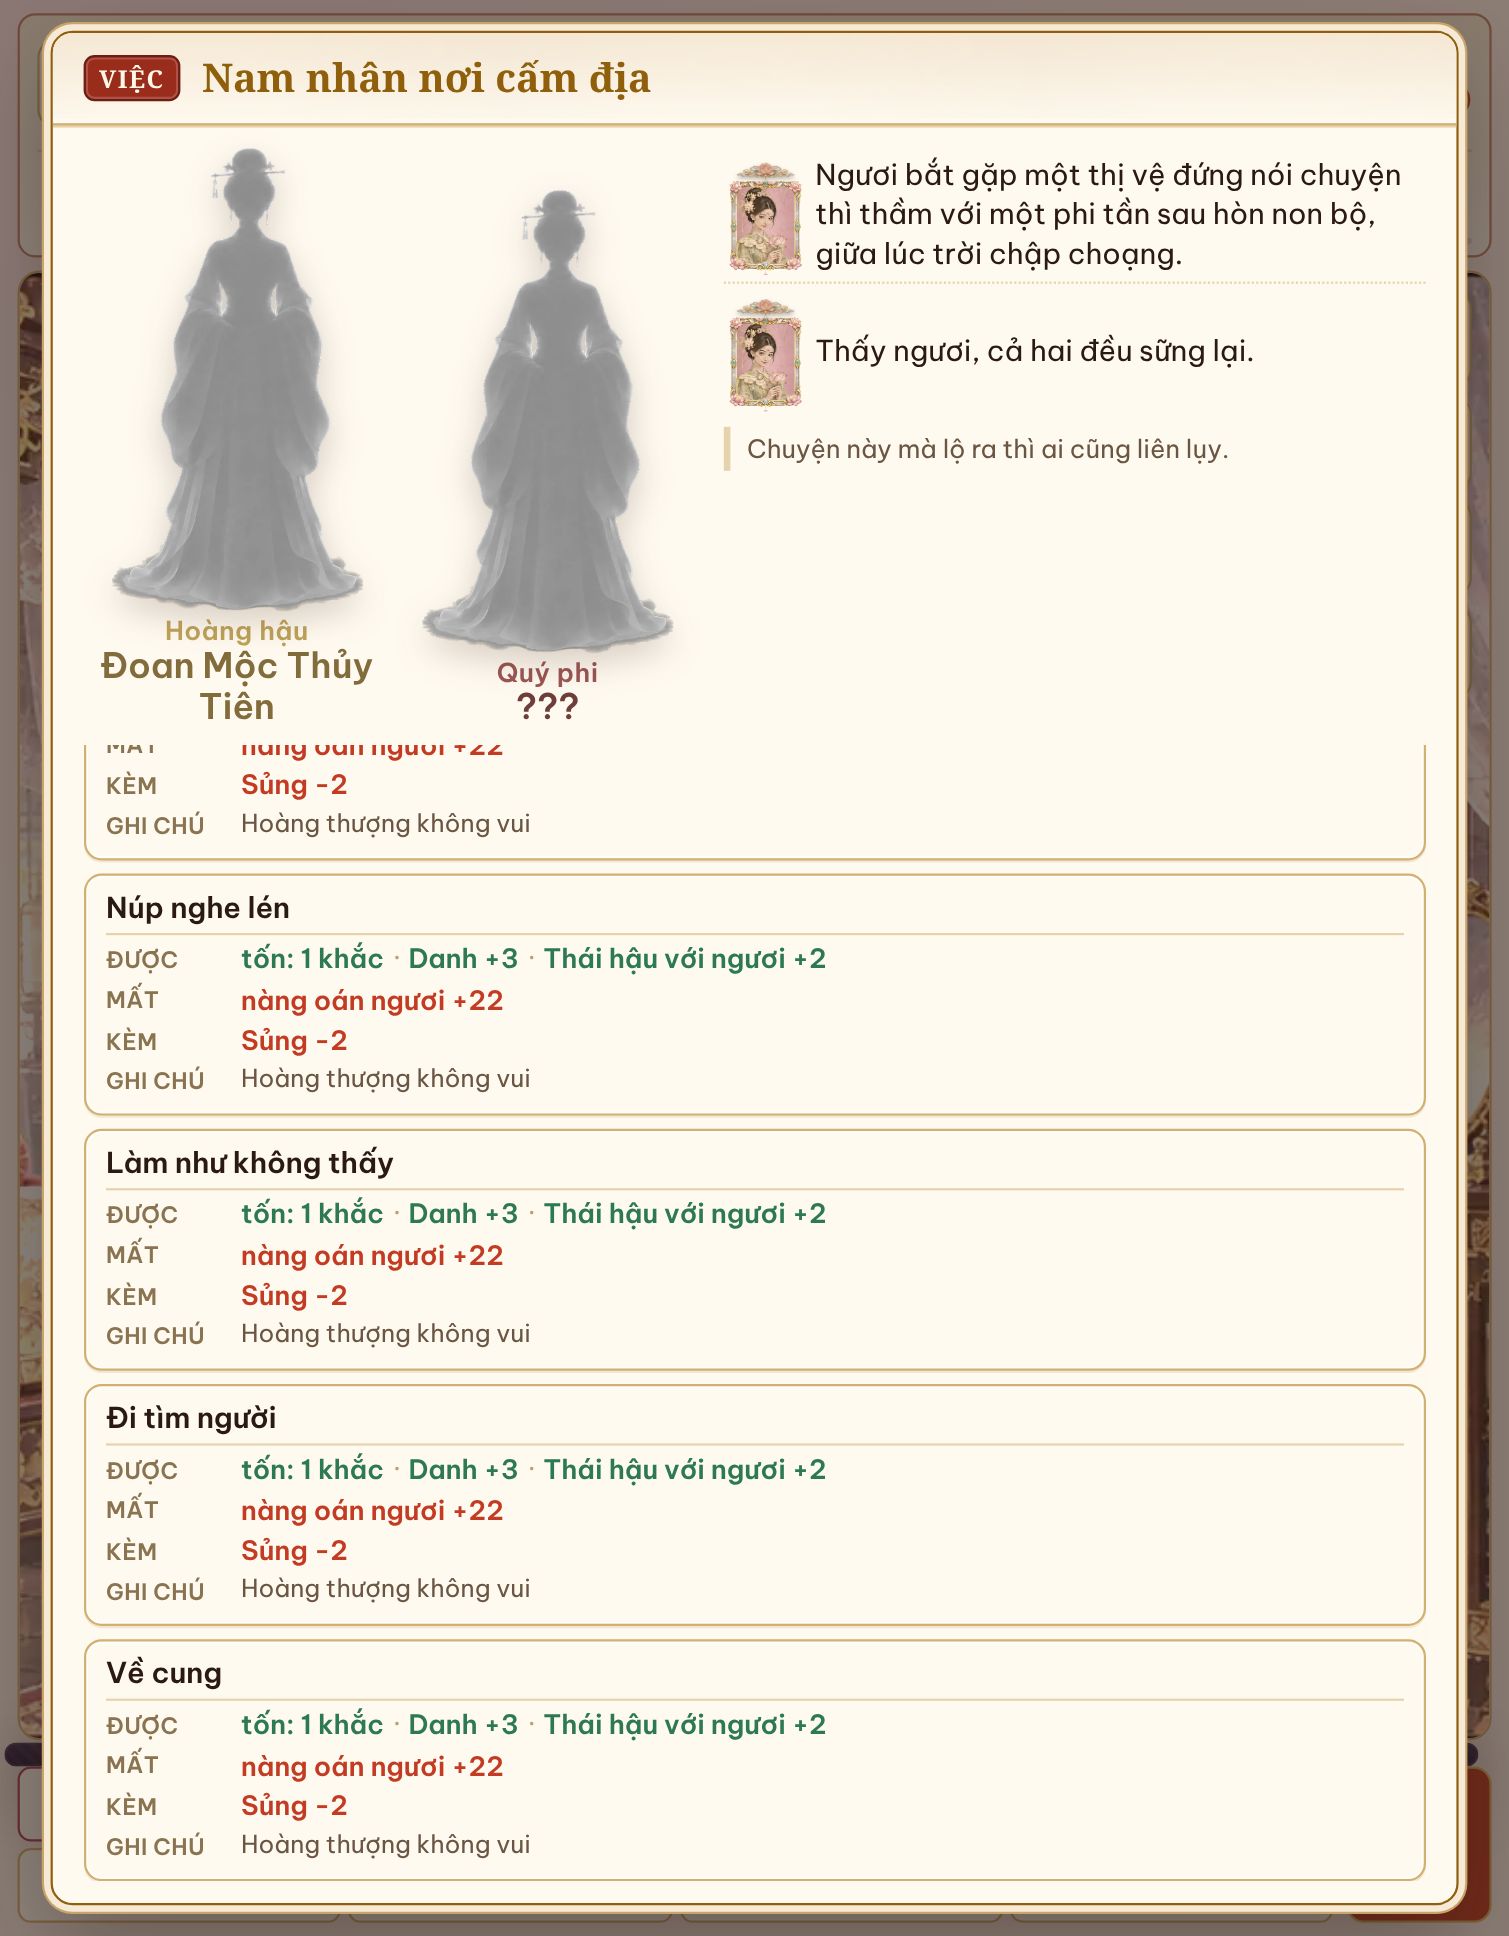 VIỆC Nam nhân nơi cấm địa
Ngươi bắt gặp một thị vệ đứng nói chuyện
thì thầm với một phi tần sau hòn non bộ,
giữa lúc trời chập choạng.
Thấy ngươi, cả hai đều sững lại.
Chuyện này mà lộ ra thì ai cũng liên lụy.
Hoàng hậu
Đoan Mộc Thủy
Tiên
Quý phi
???
MẤT nàng oán ngươi +22
KÈM Sủng -2
GHI CHÚ Hoàng thượng không vui
Núp nghe lén
ĐƯỢC tốn: 1 khắc · Danh +3 · Thái hậu với ngươi +2
MẤT nàng oán ngươi +22
KÈM Sủng -2
GHI CHÚ Hoàng thượng không vui
Làm như không thấy
ĐƯỢC tốn: 1 khắc · Danh +3 · Thái hậu với ngươi +2
MẤT nàng oán ngươi +22
KÈM Sủng -2
GHI CHÚ Hoàng thượng không vui
Đi tìm người
ĐƯỢC tốn: 1 khắc · Danh +3 · Thái hậu với ngươi +2
MẤT nàng oán ngươi +22
KÈM Sủng -2
GHI CHÚ Hoàng thượng không vui
Về cung
ĐƯỢC tốn: 1 khắc · Danh +3 · Thái hậu với ngươi +2
MẤT nàng oán ngươi +22
KÈM Sủng -2
GHI CHÚ Hoàng thượng không vui